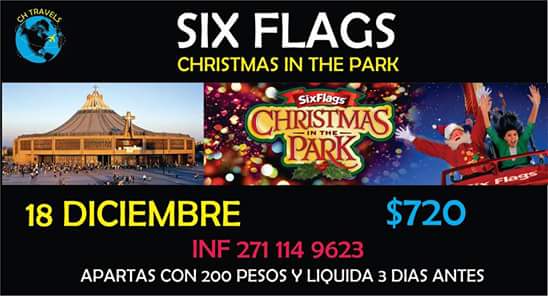 CH TRAVELS
SIX FLAGS
CHRISTMAS IN THE PARK
SixFlags
CHRISTMAS
IN THE
PARK
Six Flags
18 DICIEMBRE
$720
INF 271 114 9623
APARTAS CON 200 PESOS Y LIQUIDA 3 DIAS ANTES